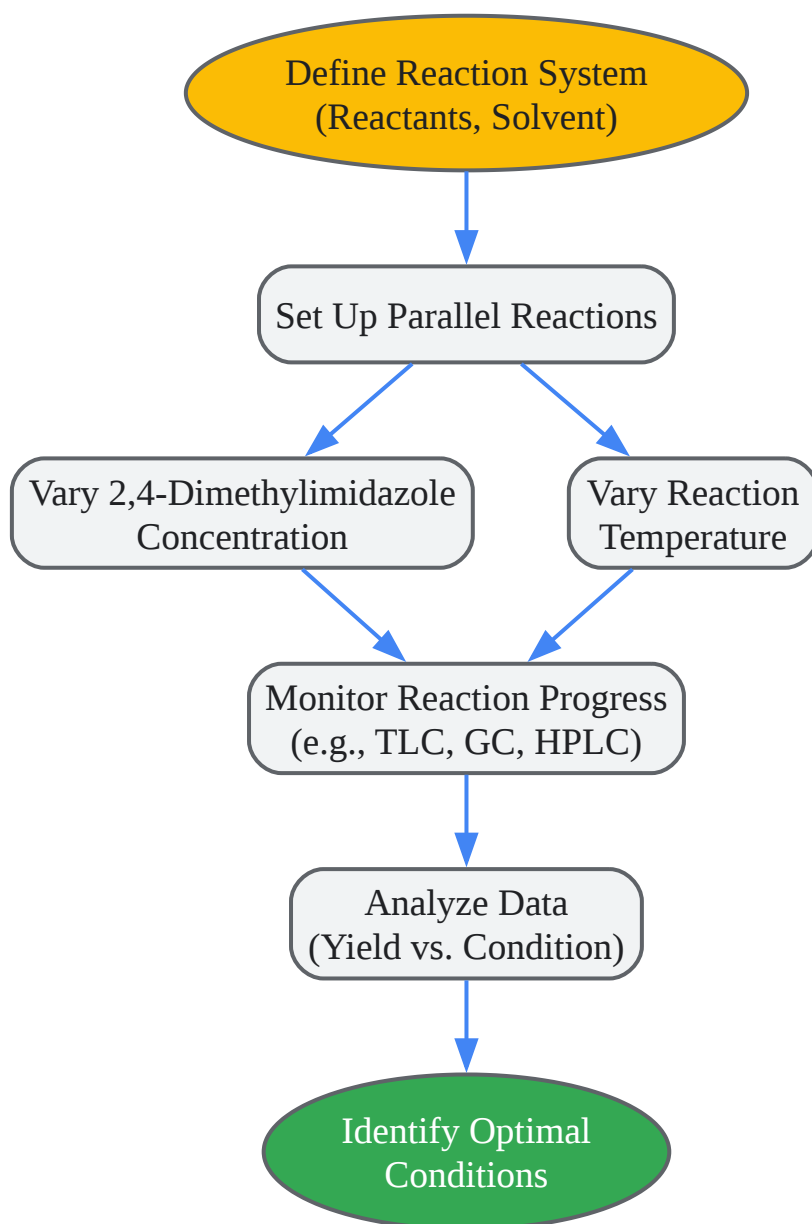 Define Reaction System
(Reactants, Solvent)
Set Up Parallel Reactions
Vary 2,4-Dimethylimidazole
Concentration
Vary Reaction
Temperature
Monitor Reaction Progress
(e.g., TLC, GC, HPLC)
Analyze Data
(Yield vs. Condition)
Identify Optimal
Conditions